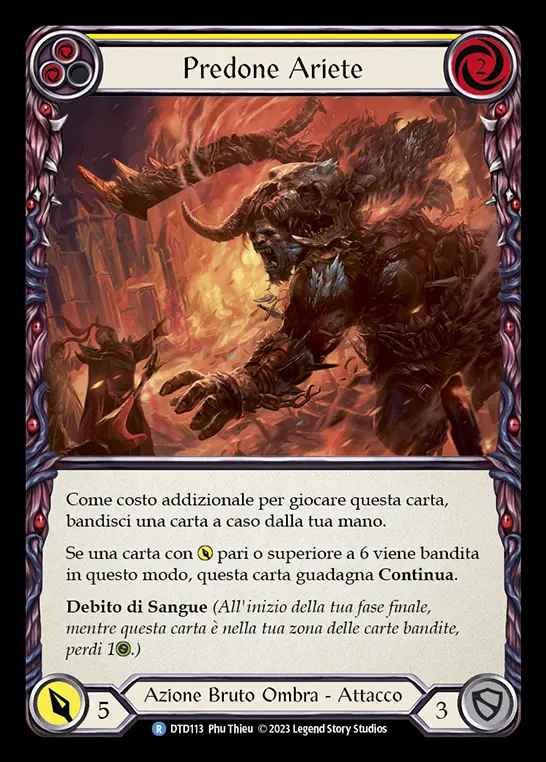 Predone Ariete
2
Come costo addizionale per giocare questa carta,
bandisci una carta a caso dalla tua mano.
Se una carta con pari o superiore a 6 viene bandita
in questo modo, questa carta guadagna Continua.
Debito di Sangue (All'inizio della tua fase finale,
mentre questa carta è nella tua zona delle carte bandite,
perdi 1.)
5
Azione Bruto Ombra - Attacco
3
R DTD113 Phu Thieu © 2023 Legend Story Studios